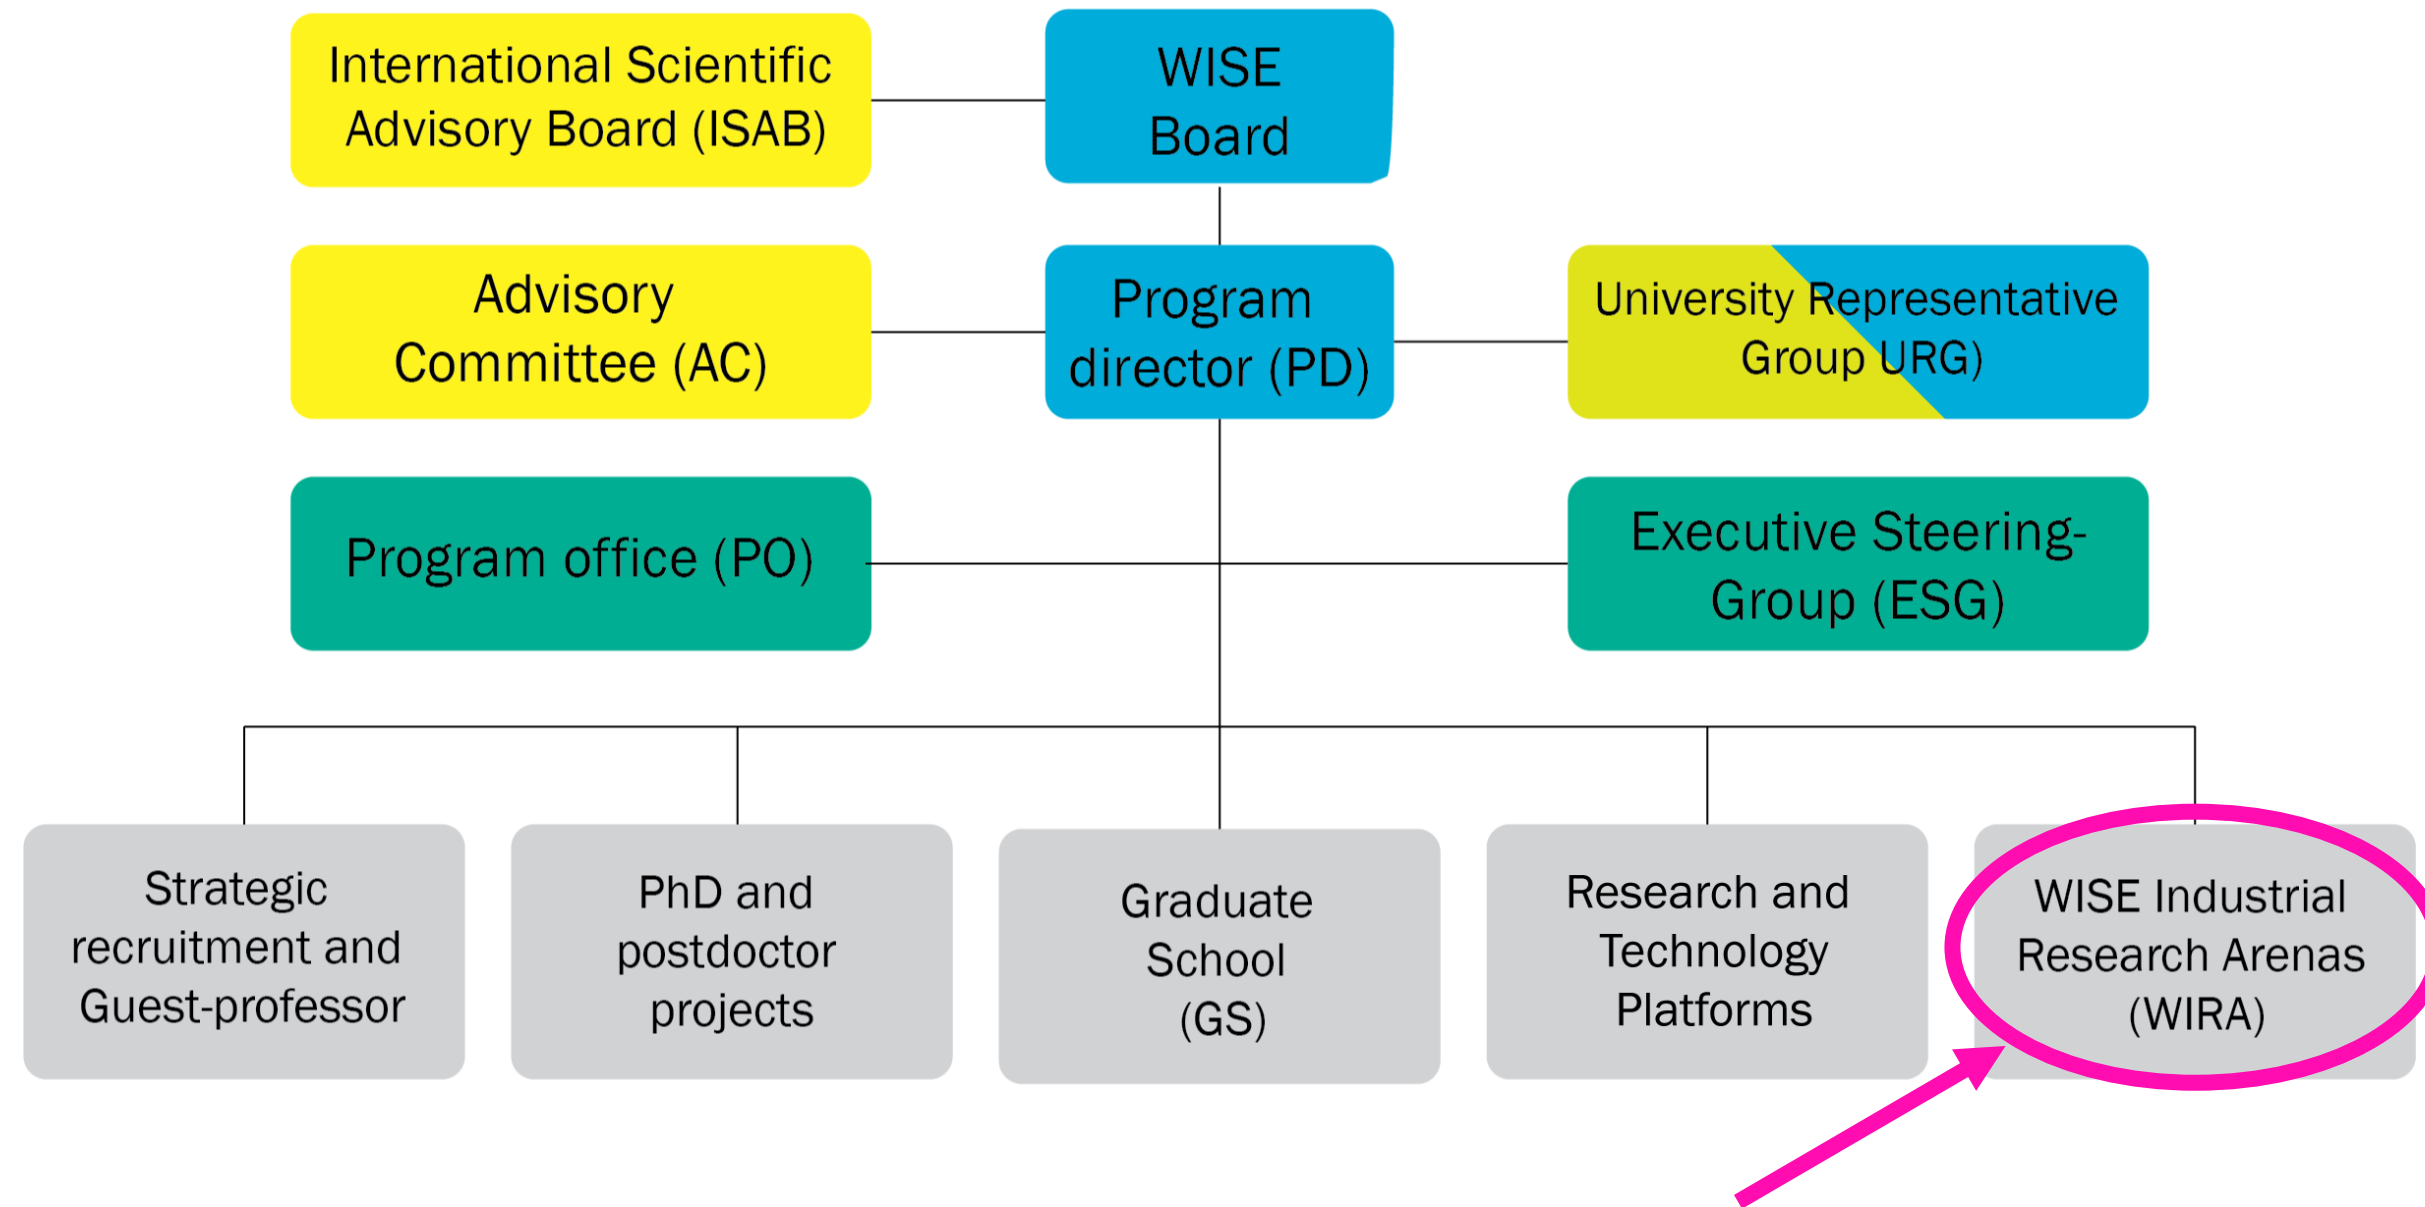 International Scientific
Advisory Board (ISAB)
WISE
Board
Advisory
Committee (AC)
Program
director (PD)
University Representative
Group URG)
Program office (PO)
Executive Steering-
Group (ESG)
Strategic
recruitment and
Guest-professor
PhD and
postdoctor
projects
Graduate
School
(GS)
Research and
Technology
Platforms
WISE Industrial
Research Arenas
(WIRA)